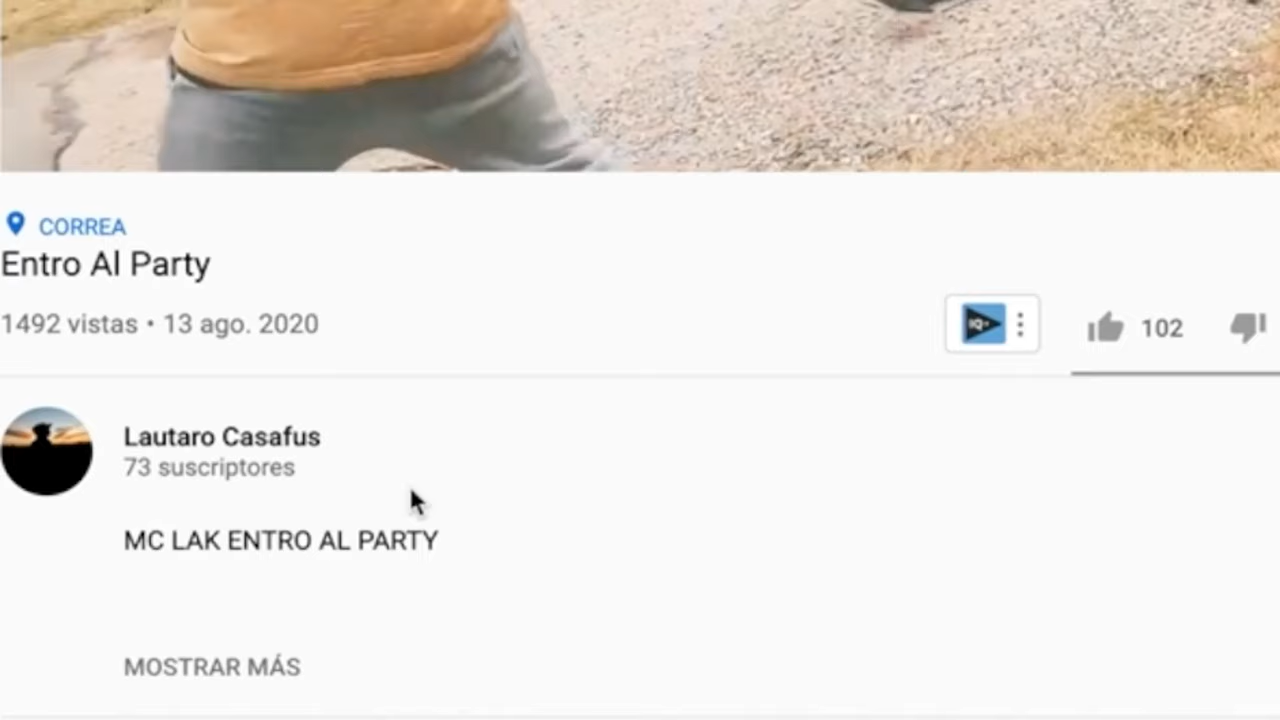 CORREA
Entro Al Party
1492 vistas • 13 ago. 2020
IQ+
102
Lautaro Casafus
73 suscriptores
MC LAK ENTRO AL PARTY
MOSTRAR MÁS